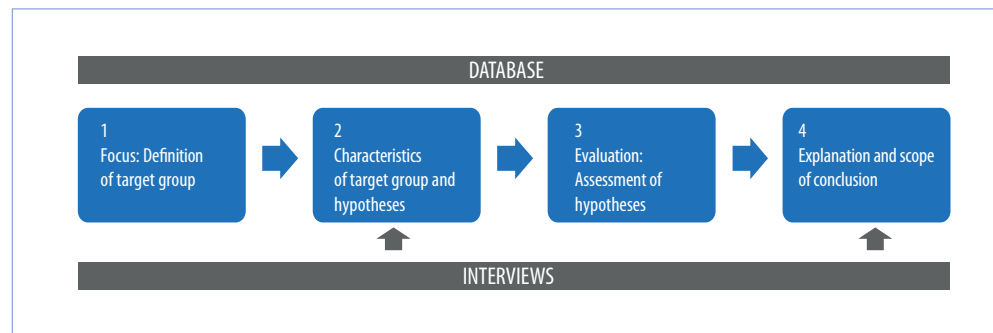 DATABASE
1
Focus: Definition
of target group
2
Characteristics
of target group and
hypotheses
3
Evaluation:
Assessment of
hypotheses
4
Explanation and scope
of conclusion
INTERVIEWS